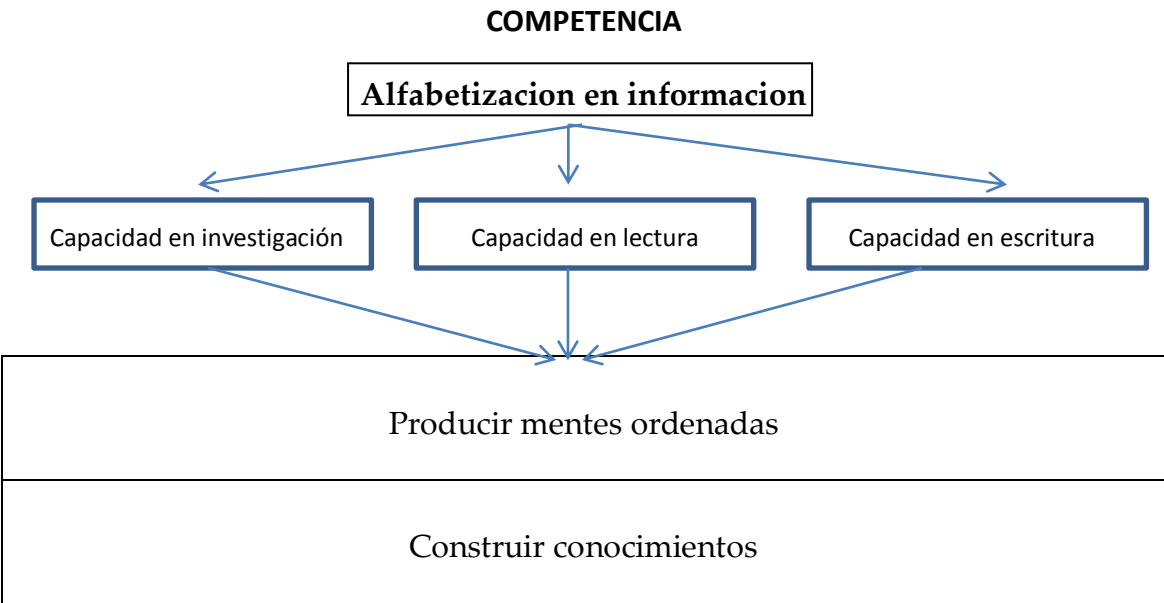 COMPETENCIA
Alfabetizacion en informacion
Capacidad en investigación
Capacidad en lectura
Capacidad en escritura
Producir mentes ordenadas
Construir conocimientos